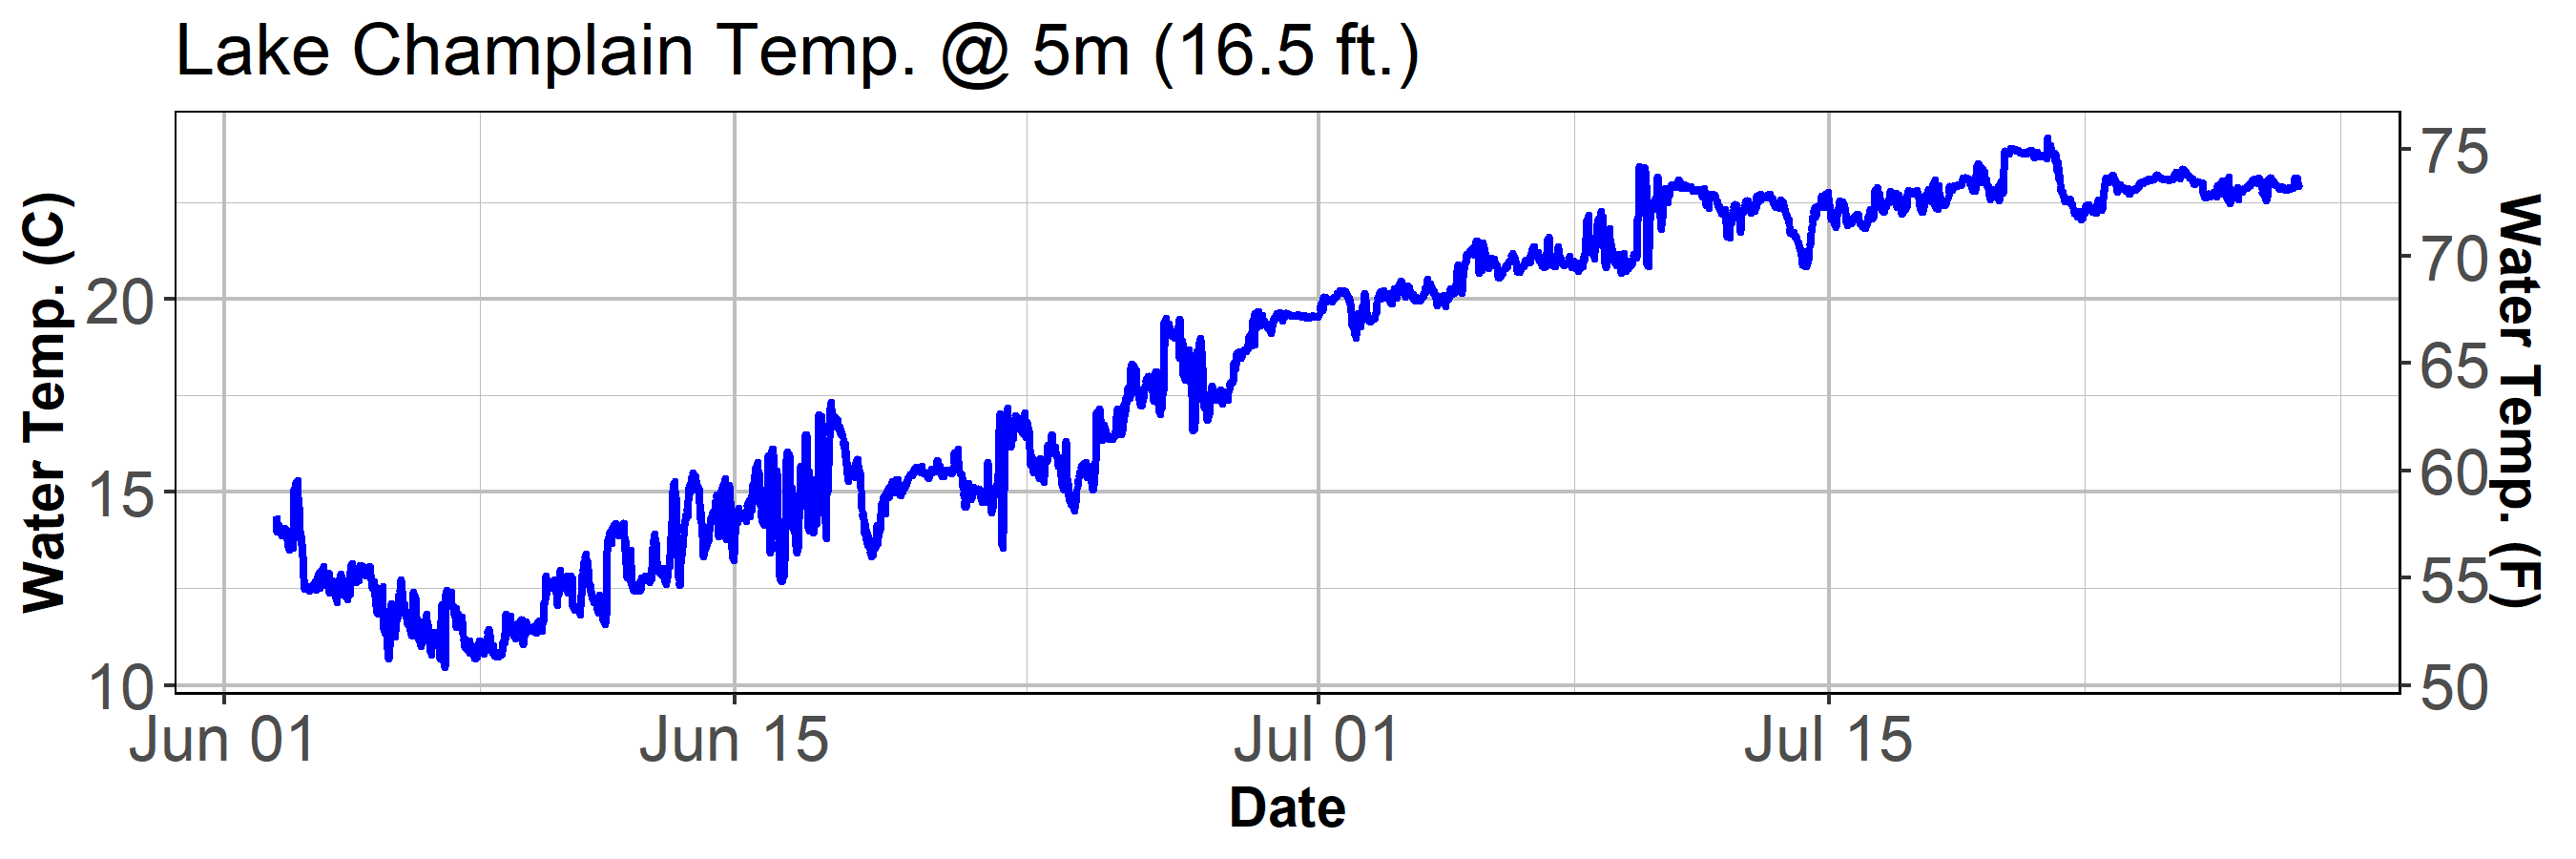 Lake Champlain Temp. @ 5m (16.5 ft.)
Water Temp. (C)
20
15
10
75
70
65
60
55
50
Water Temp. (F)
Jun 01
Jun 15
Jul 01
Jul 15
Date